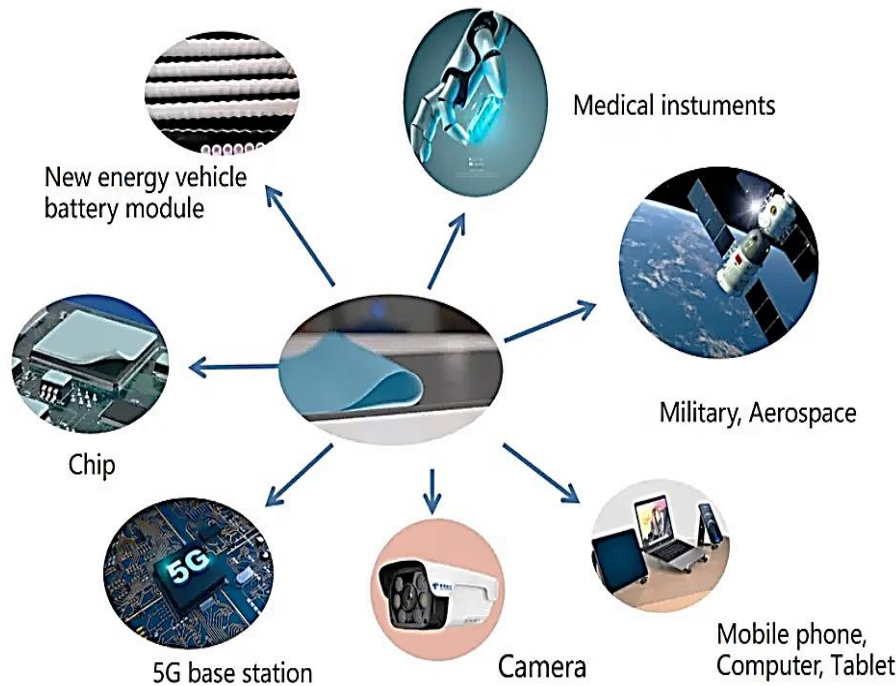 Medical instuments
New energy vehicle
battery module
Military, Aerospace
Chip
5G
5G base station
Camera
Mobile phone,
Computer, Tablet